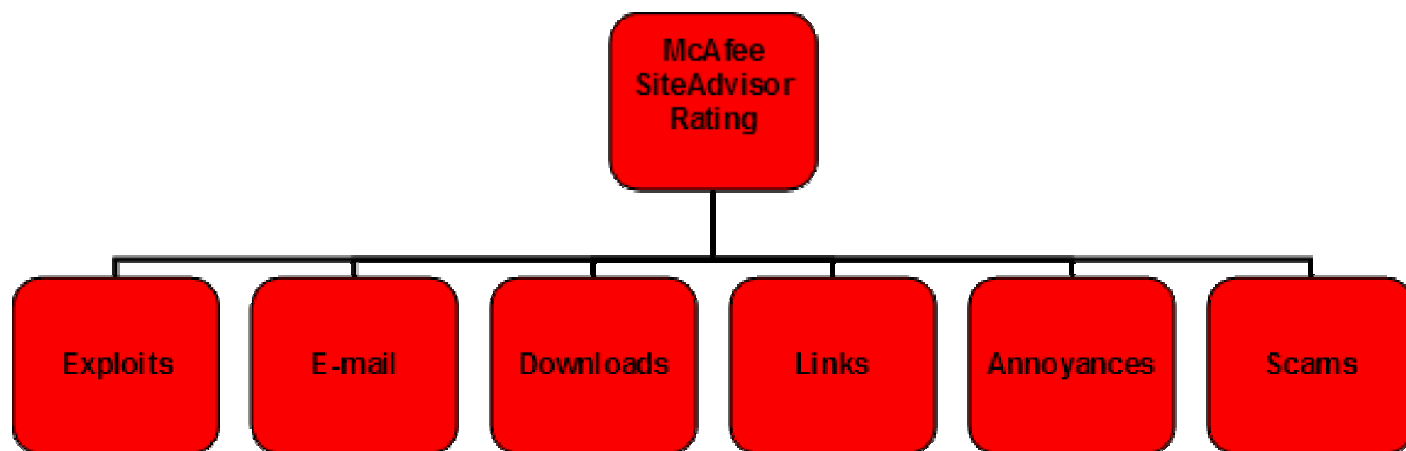 McAfee
SiteAdvisor
Rating
Exploits
E-mail
Downloads
Links
Annoyances
Scams